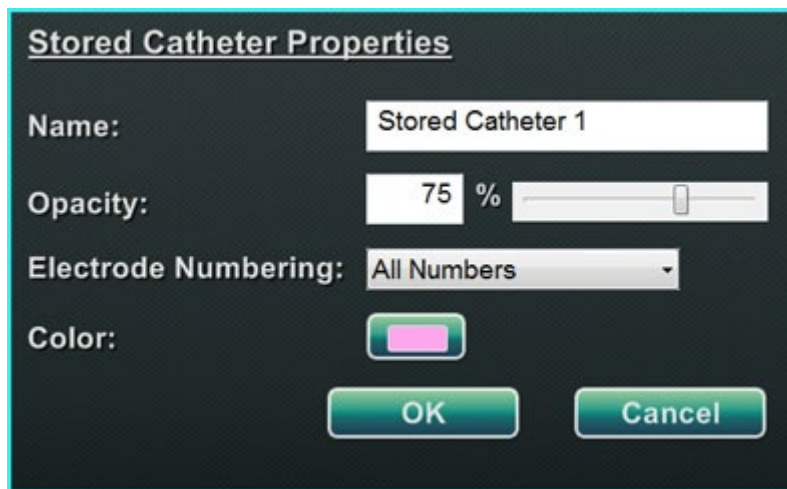 Stored Catheter Properties
Name: Stored Catheter 1
Opacity: 75 %
Electrode Numbering: All Numbers
Color:
OK Cancel